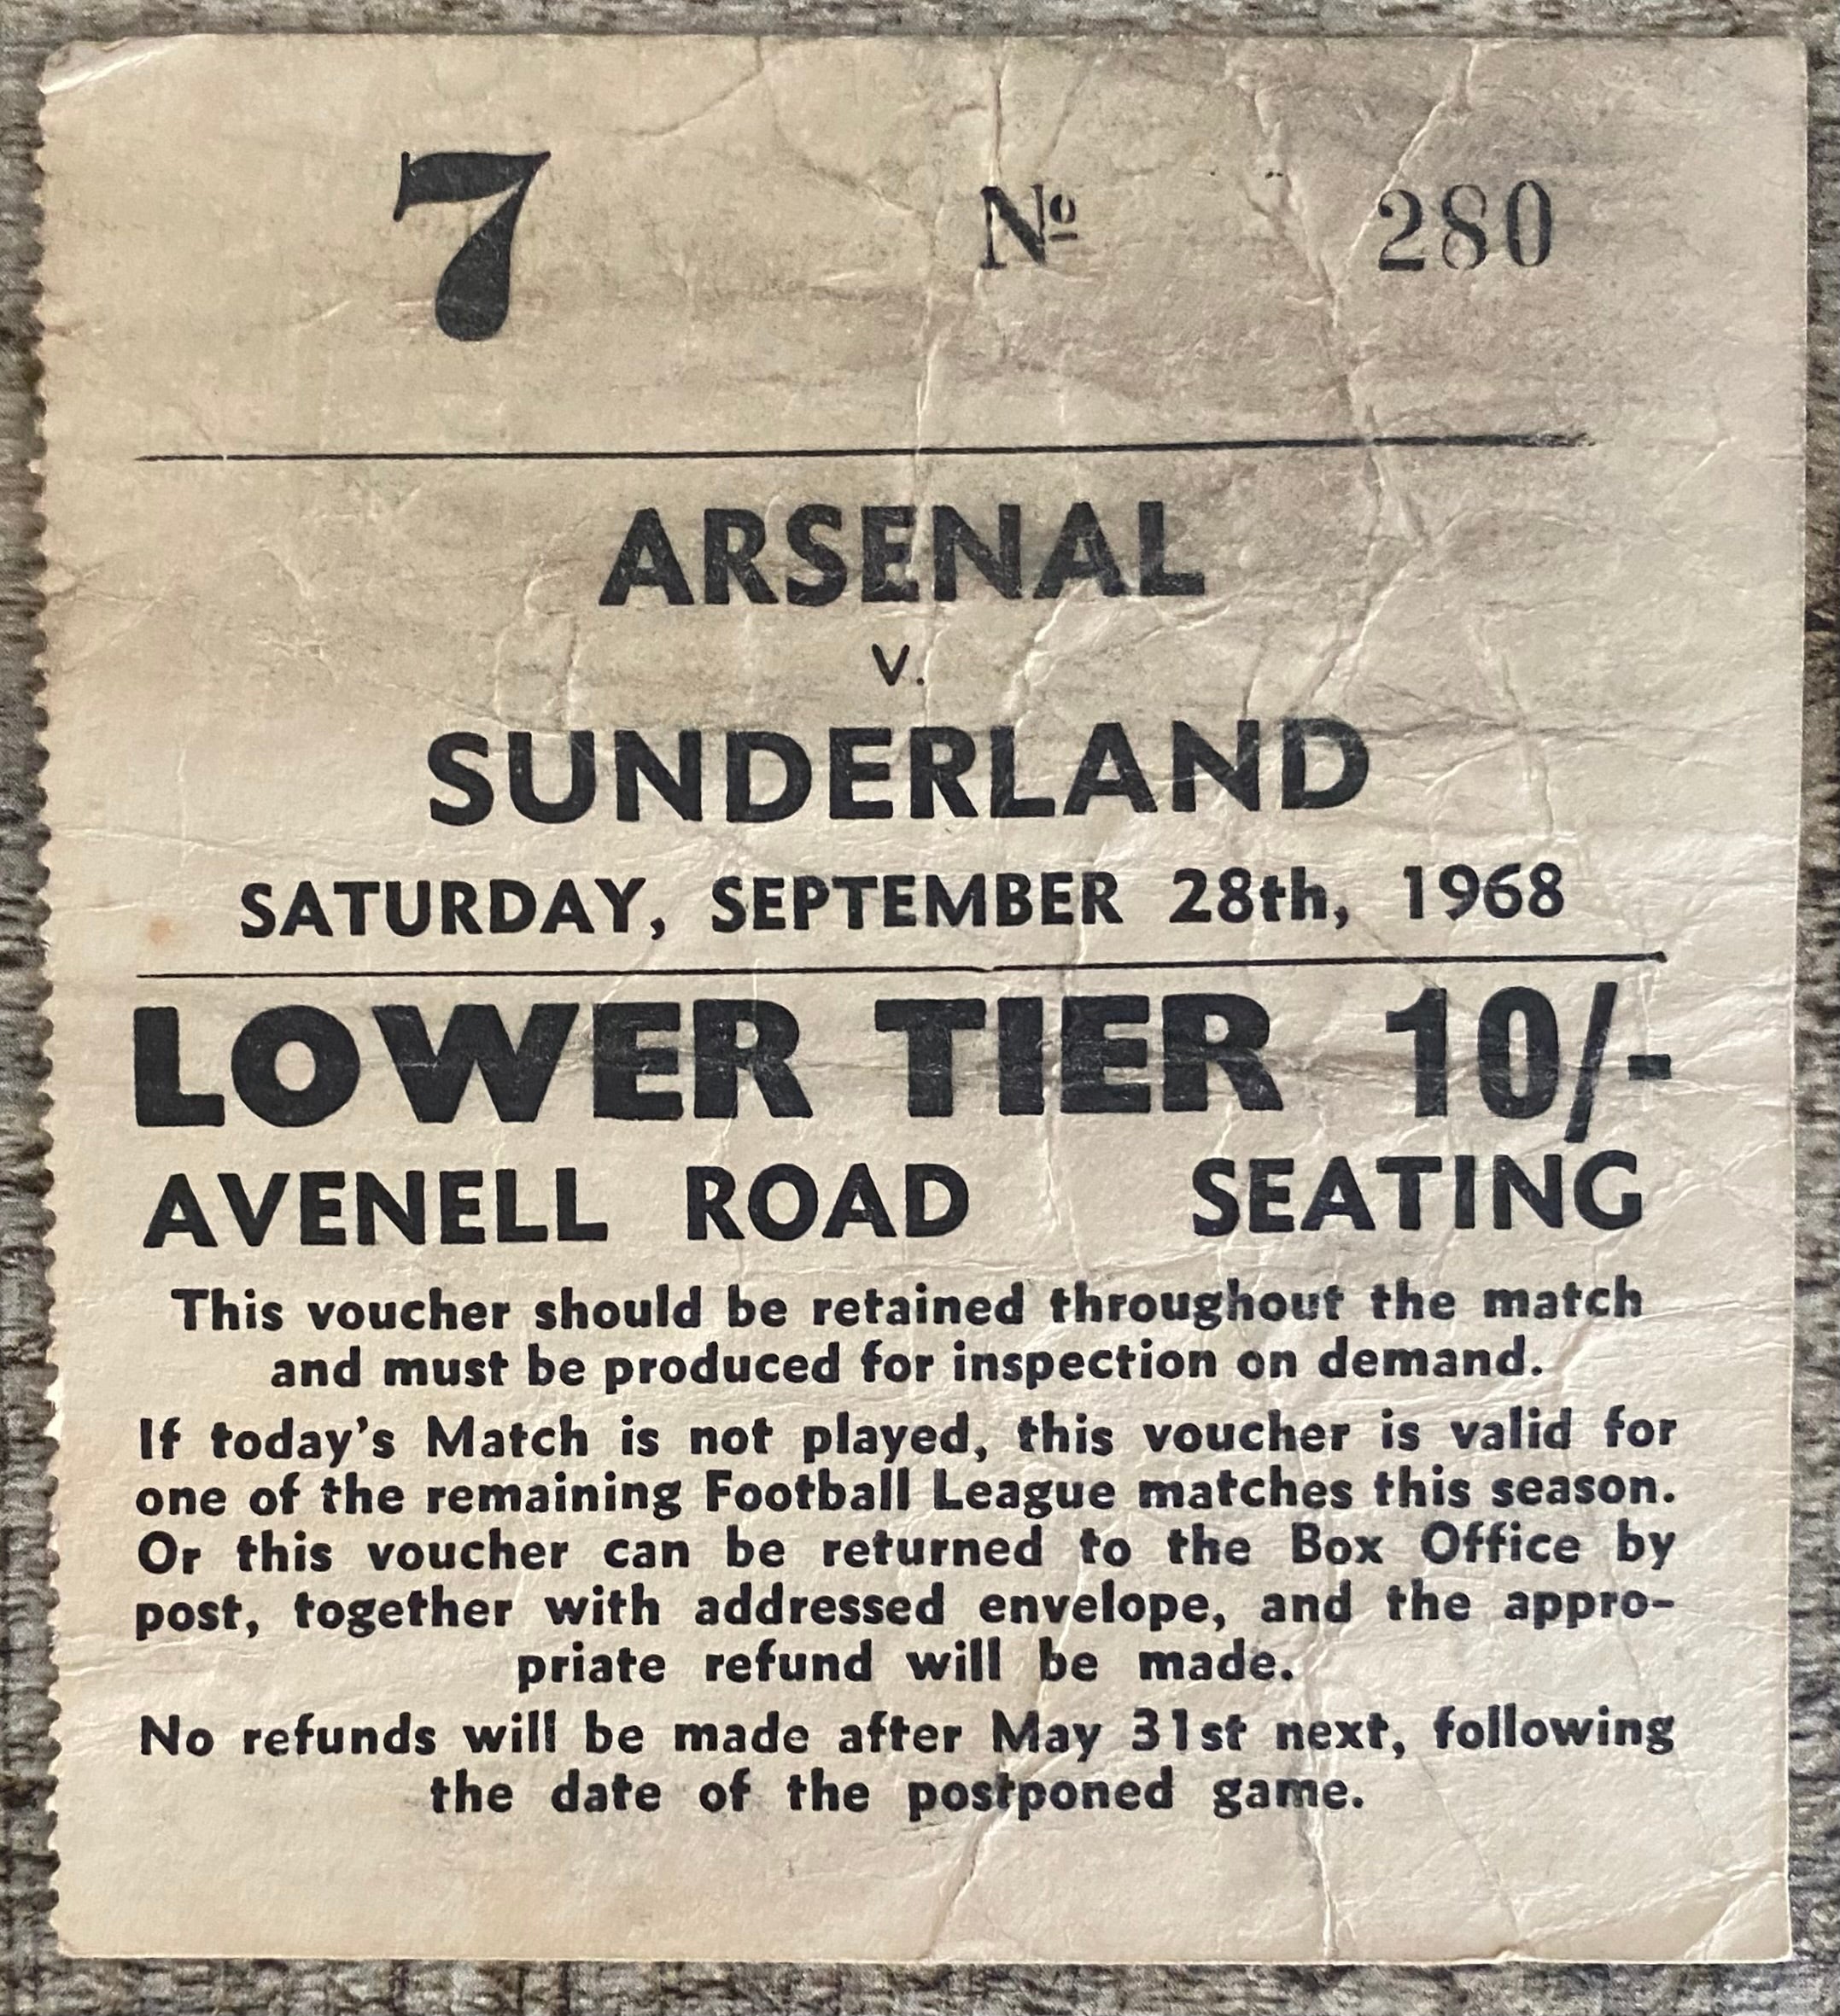 7 Nº 280
ARSENAL
v.
SUNDERLAND
SATURDAY, SEPTEMBER 28th, 1968
LOWER TIER 10/-
AVENELL ROAD SEATING
This voucher should be retained throughout the match
and must be produced for inspection on demand.
If today's Match is not played, this voucher is valid for
one of the remaining Football League matches this season.
Or this voucher can be returned to the Box Office by
post, together with addressed envelope, and the appro-
priate refund will be made.
No refunds will be made after May 31st next, following
the date of the postponed game.